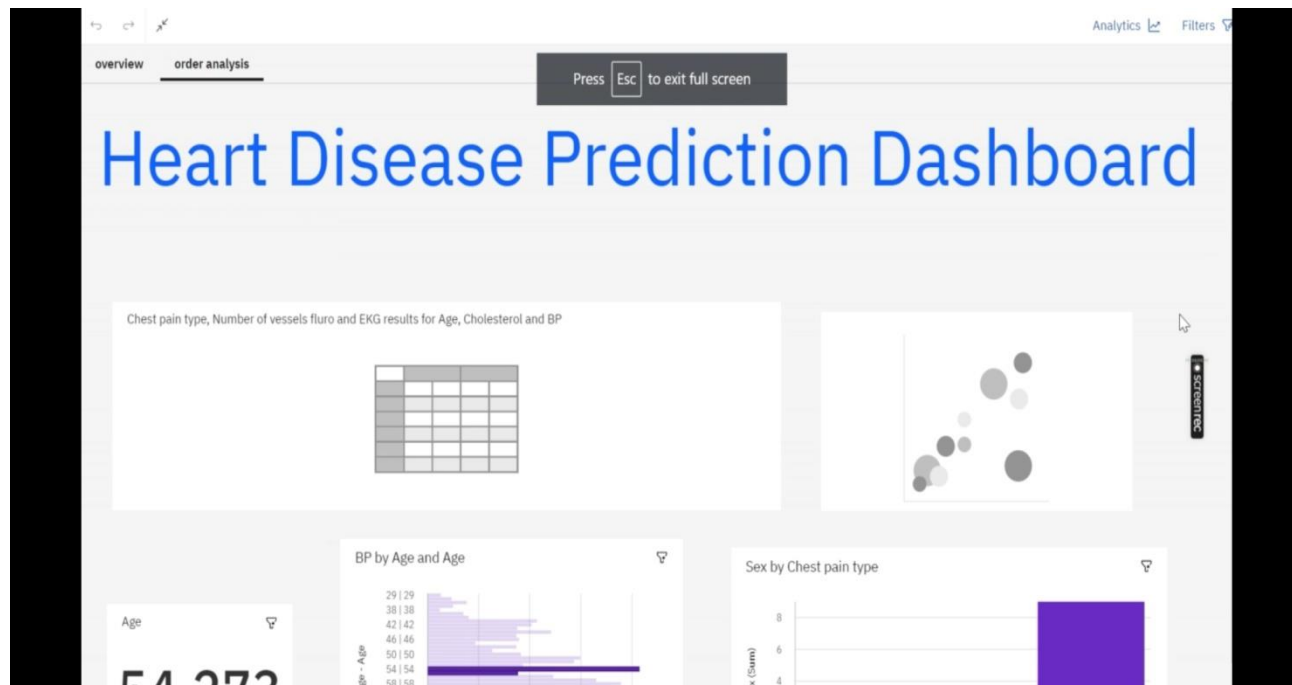 Analytics Filters
overview order analysis
Press Esc to exit full screen
Heart Disease Prediction Dashboard
Chest pain type, Number of vessels fluro and EKG results for Age, Cholesterol and BP
screenrec
BP by Age and Age
Sex by Chest pain type
29 | 29
38 | 38
42 | 42
46 | 46
50 | 50
54 | 54
58 | 58
Age
8
6
4
(Sum)